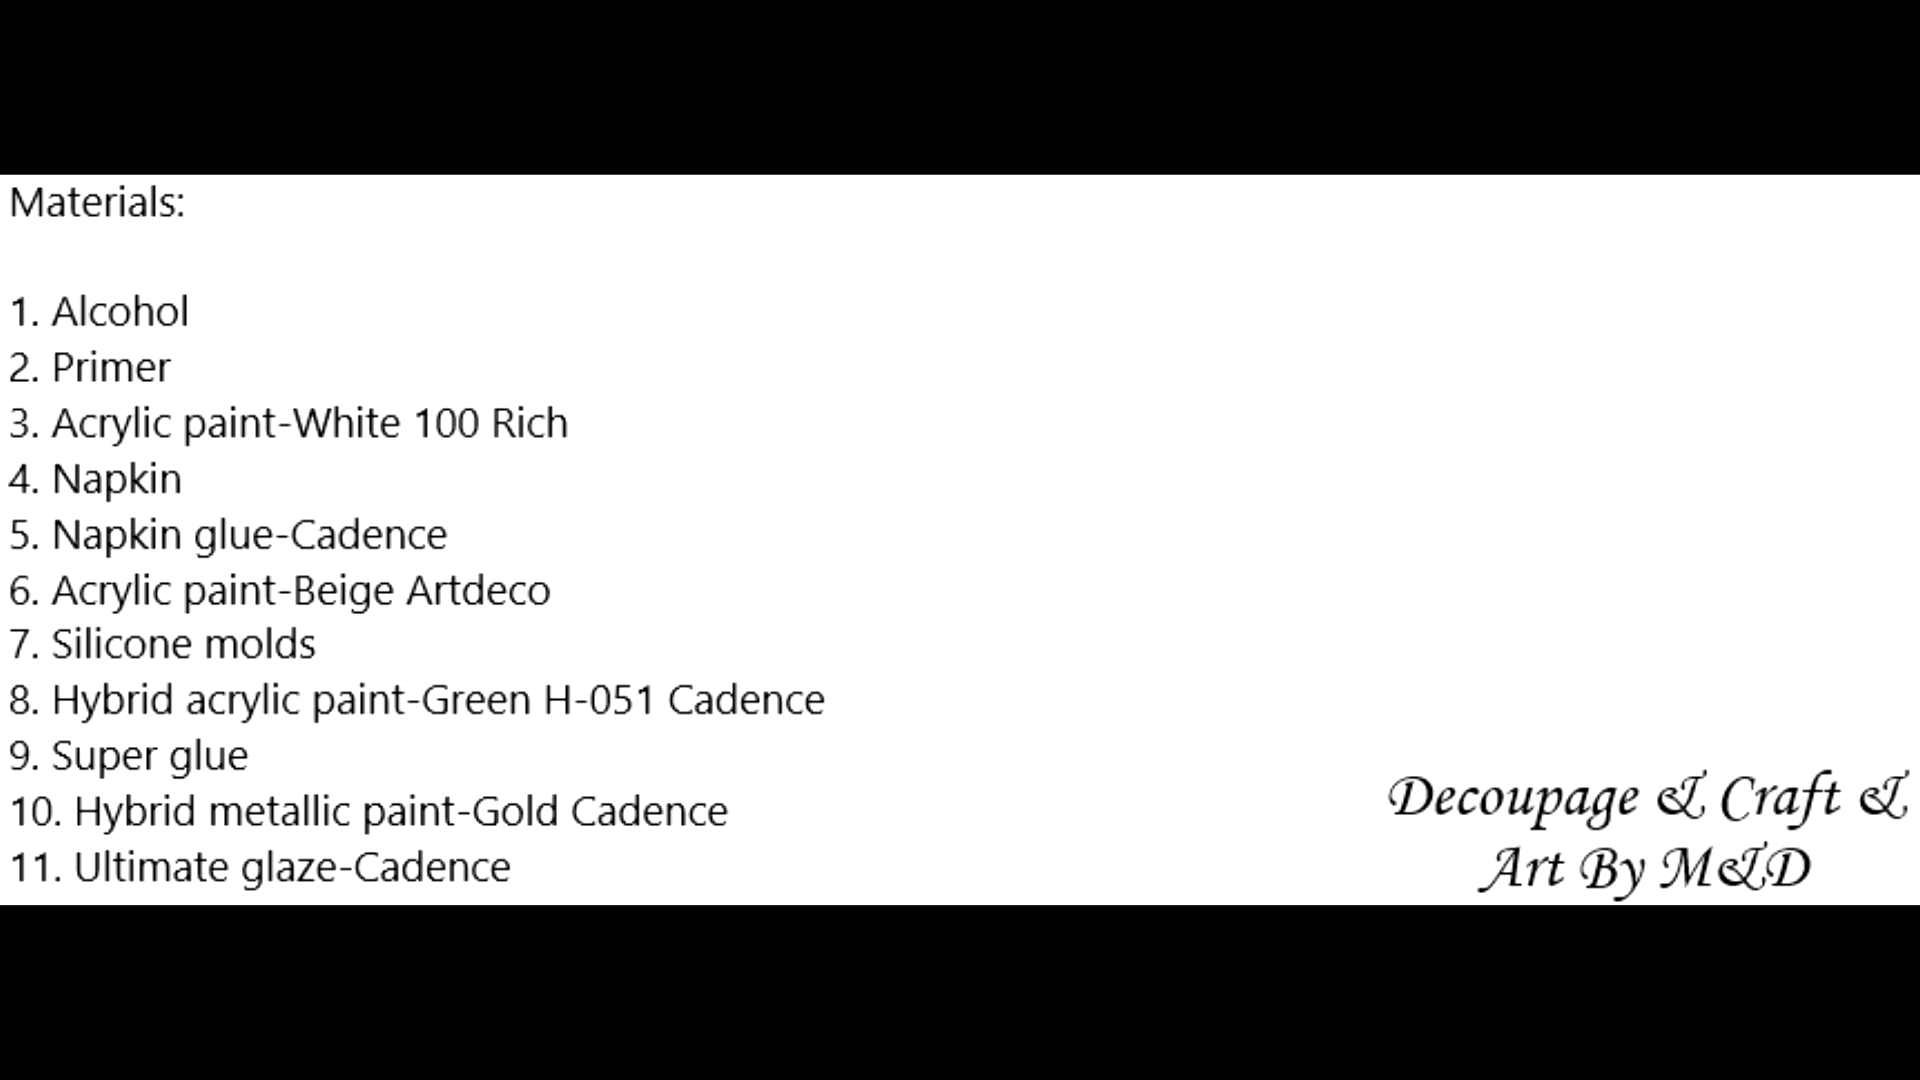 Materials:
1. Alcohol
2. Primer
3. Acrylic paint-White 100 Rich
4. Napkin
5. Napkin glue-Cadence
6. Acrylic paint-Beige Artdeco
7. Silicone molds
8. Hybrid acrylic paint-Green H-051 Cadence
9. Super glue
10. Hybrid metallic paint-Gold Cadence
11. Ultimate glaze-Cadence
Decoupage & Craft &
Art By M&D